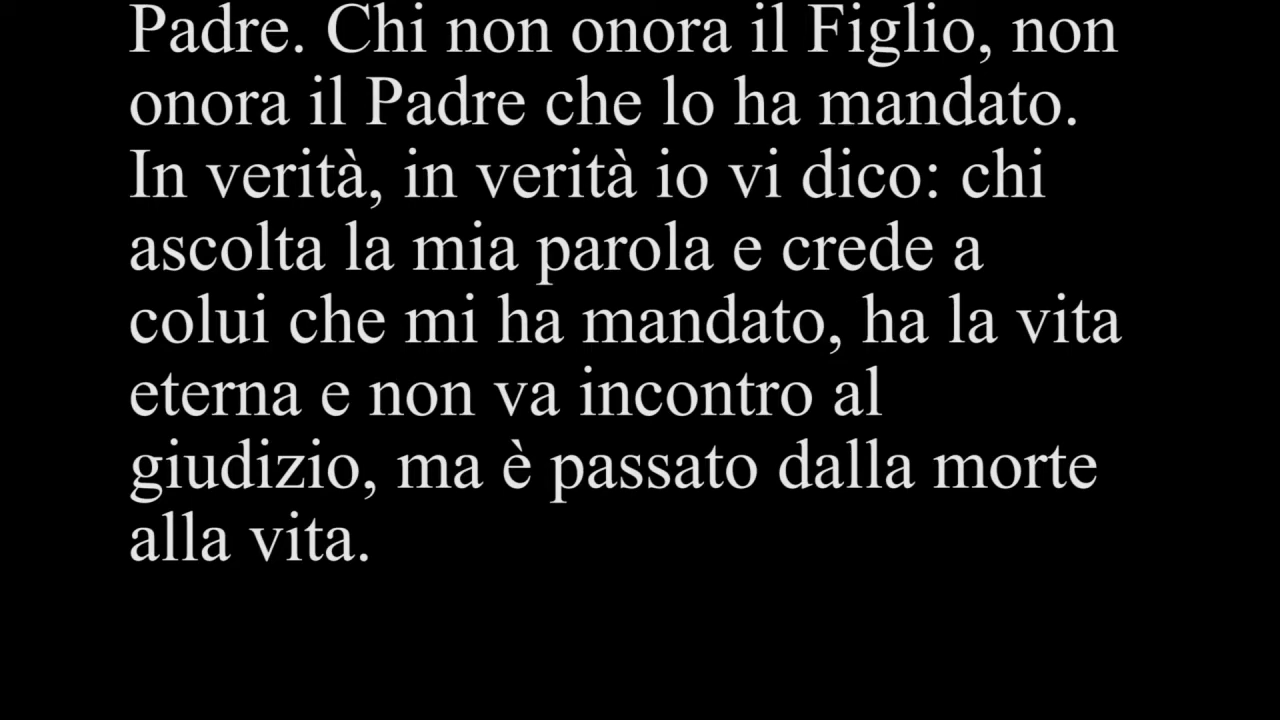 Padre. Chi non onora il Figlio, non
onora il Padre che lo ha mandato.
In verità, in verità io vi dico: chi
ascolta la mia parola e crede a
colui che mi ha mandato, ha la vita
eterna e non va incontro al
giudizio, ma è passato dalla morte
alla vita.